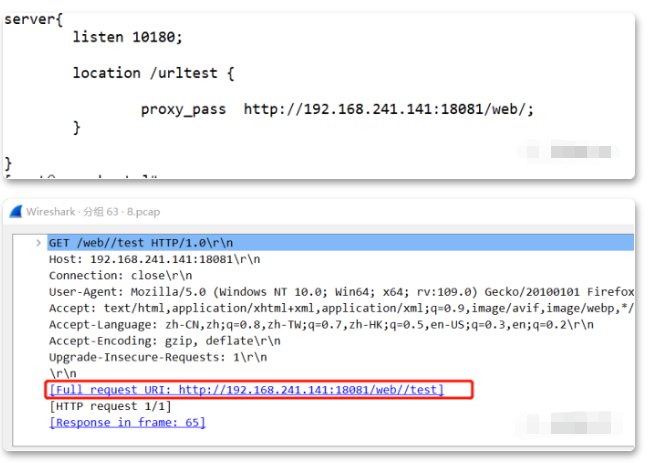 server{
listen 10180;
location /urltest {
proxy_pass  http://192.168.241.141:18081/web/;
}
}
Wireshark · 分组 63 · 8.pcap
> GET /web//test HTTP/1.0\r\n
Host: 192.168.241.141:18081\r\n
Connection: close\r\n
User-Agent: Mozilla/5.0 (Windows NT 10.0; Win64; x64; rv:109.0) Gecko/20100101 Firefox
Accept: text/html,application/xhtml+xml,application/xml;q=0.9,image/avif,image/webp,*/
Accept-Language: zh-CN,zh;q=0.8,zh-TW;q=0.7,zh-HK;q=0.5,en-US;q=0.3,en;q=0.2\r\n
Accept-Encoding: gzip, deflate\r\n
Upgrade-Insecure-Requests: 1\r\n
\r\n
[Full request URI: http://192.168.241.141:18081/web//test]
[HTTP request 1/1]
[Response in frame: 65]